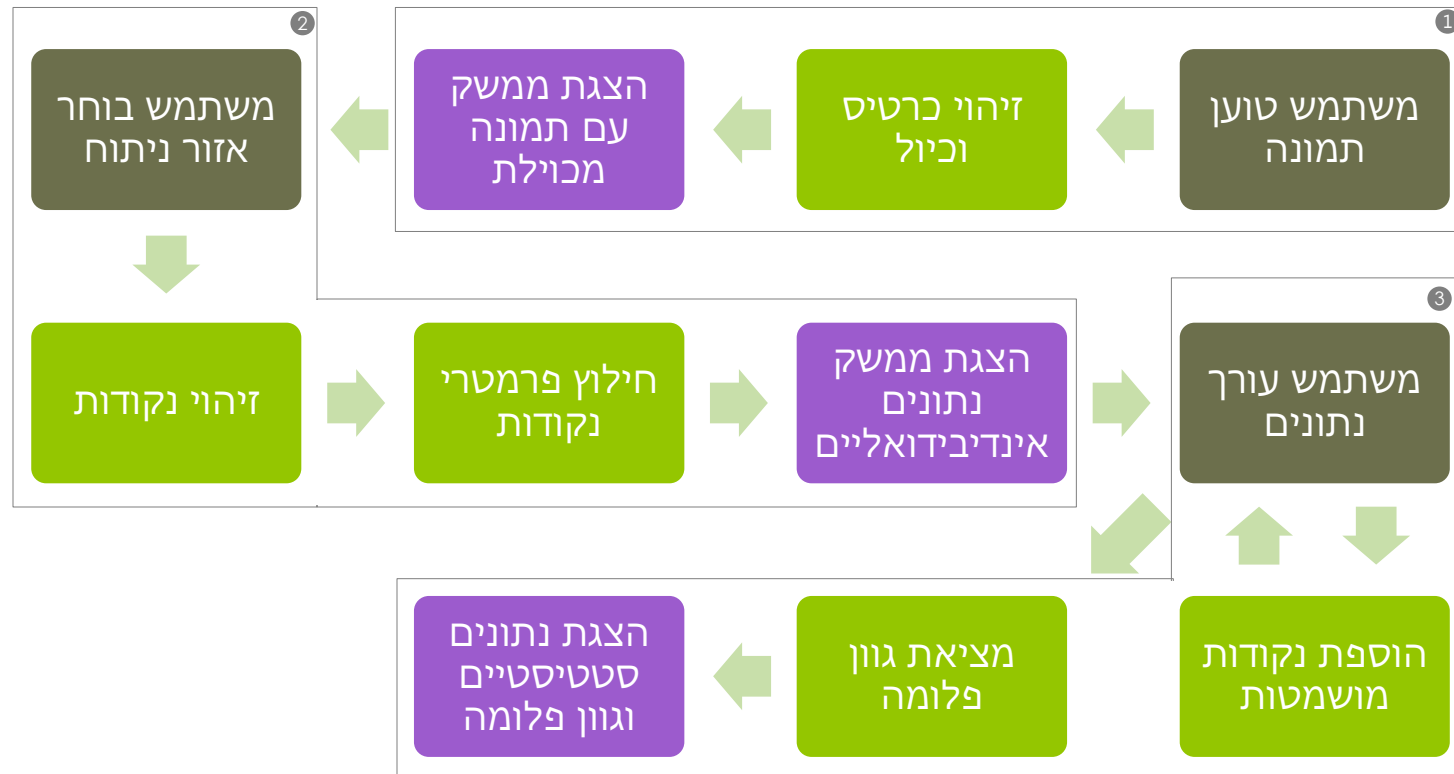 1
משתמש טוען
תמונה
זיהוי כרטיס
וכיול
הצגת ממשק
עם תמונה
מכוילת
2
משתמש בוחר
אזור ניתוח
זיהוי נקודות
חילוץ פרמטרי
נקודות
הצגת ממשק
נתונים
אינדיבידואליים
3
משתמש עורך
נתונים
הוספת נקודות
מושמטות
מציאת גוון
פלומה
הצגת נתונים
סטטיסטיים
וגוון פלומה